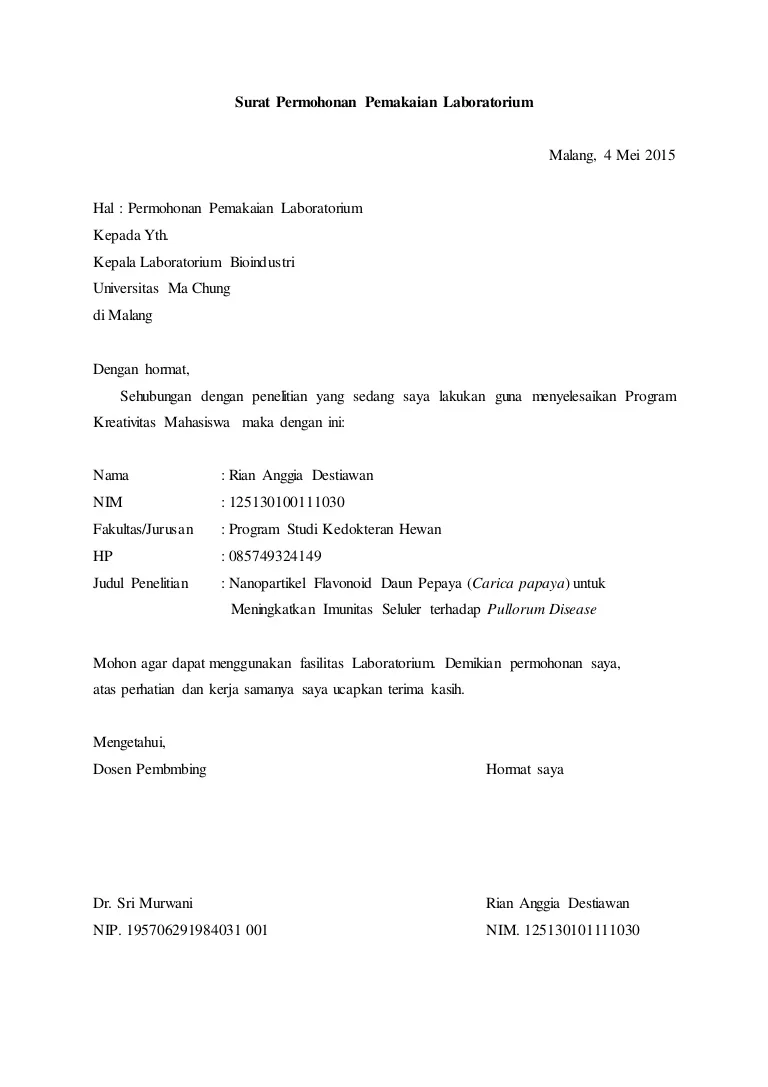 Surat Permohonan Pemakaian Laboratorium
Malang, 4 Mei 2015
Hal : Permohonan Pemakaian Laboratorium
Kepada Yth.
Kepala Laboratorium Bioindustri
Universitas Ma Chung
di Malang
Dengan hormat,
Sehubungan dengan penelitian yang sedang saya lakukan guna menyelesaikan Program
Kreativitas Mahasiswa maka dengan ini:
Nama : Rian Anggia Destiawan
NIM : 125130100111030
Fakultas/Jurusan : Program Studi Kedokteran Hewan
HP : 085749324149
Judul Penelitian : Nanopartikel Flavonoid Daun Pepaya (Carica papaya) untuk
Meningkatkan Imunitas Seluler terhadap Pullorum Disease
Mohon agar dapat menggunakan fasilitas Laboratorium. Demikian permohonan saya,
atas perhatian dan kerja samanya saya ucapkan terima kasih.
Mengetahui,
Dosen Pembmbing Hormat saya
Dr. Sri Murwani Rian Anggia Destiawan
NIP. 195706291984031 001 NIM. 125130101111030